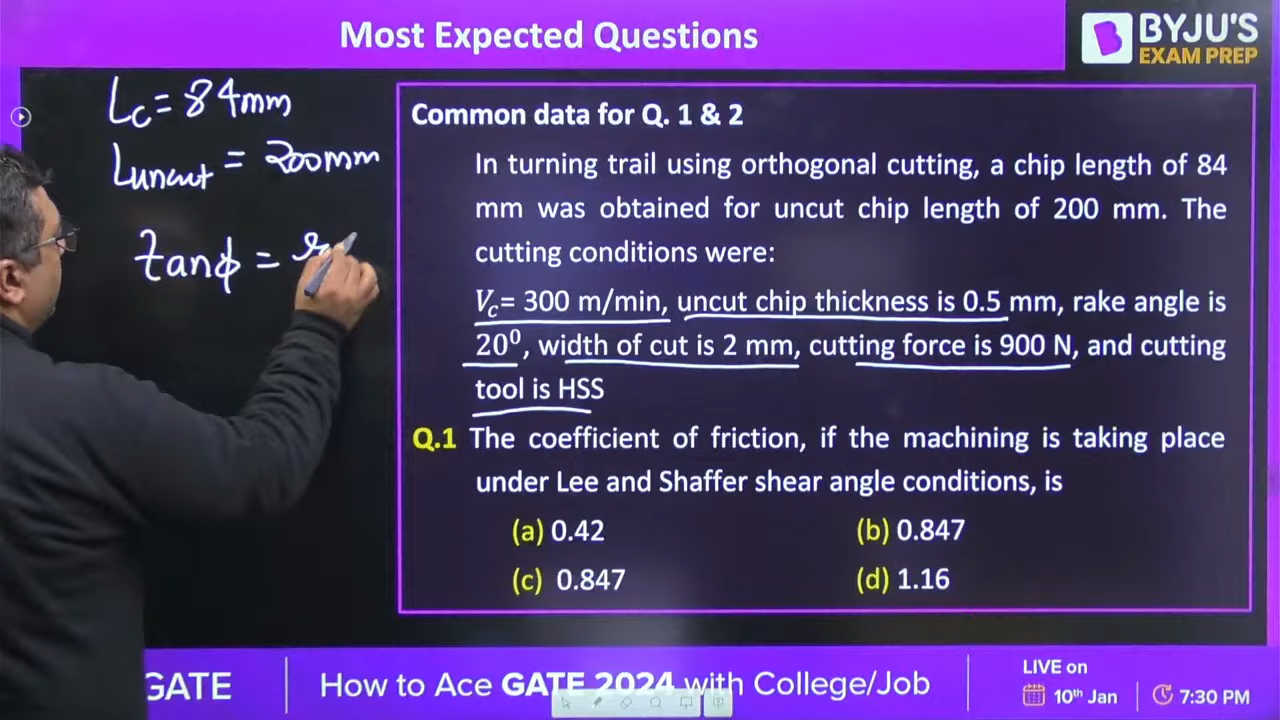 Most Expected Questions
BYJU'S
EXAM PREP
L_C = 84mm
L_uncut = 200mm
tanϕ =
Common data for Q. 1 & 2
In turning trail using orthogonal cutting, a chip length of 84
mm was obtained for uncut chip length of 200 mm. The
cutting conditions were:
V_c= 300 m/min, uncut chip thickness is 0.5 mm, rake angle is
20⁰, width of cut is 2 mm, cutting force is 900 N, and cutting
tool is HSS
Q.1 The coefficient of friction, if the machining is taking place
under Lee and Shaffer shear angle conditions, is
(a) 0.42 (b) 0.847
(c) 0.847 (d) 1.16
GATE
How to Ace GATE 2024 with College/Job
LIVE on
10th Jan
7:30 PM